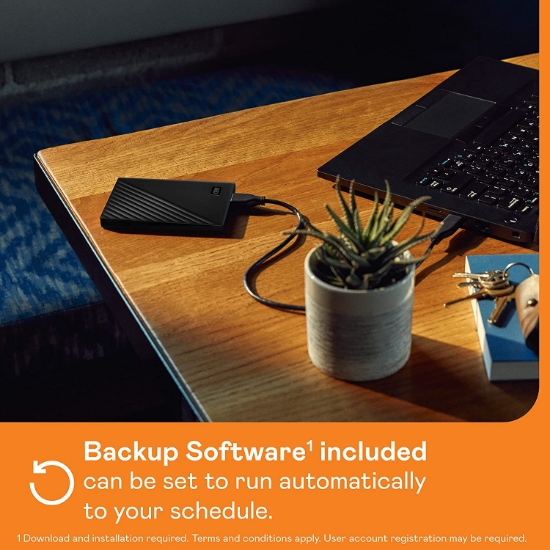 WD
Backup Software¹ included
can be set to run automatically
to your schedule.
1 Download and installation required. Terms and conditions apply. User account registration may be required.